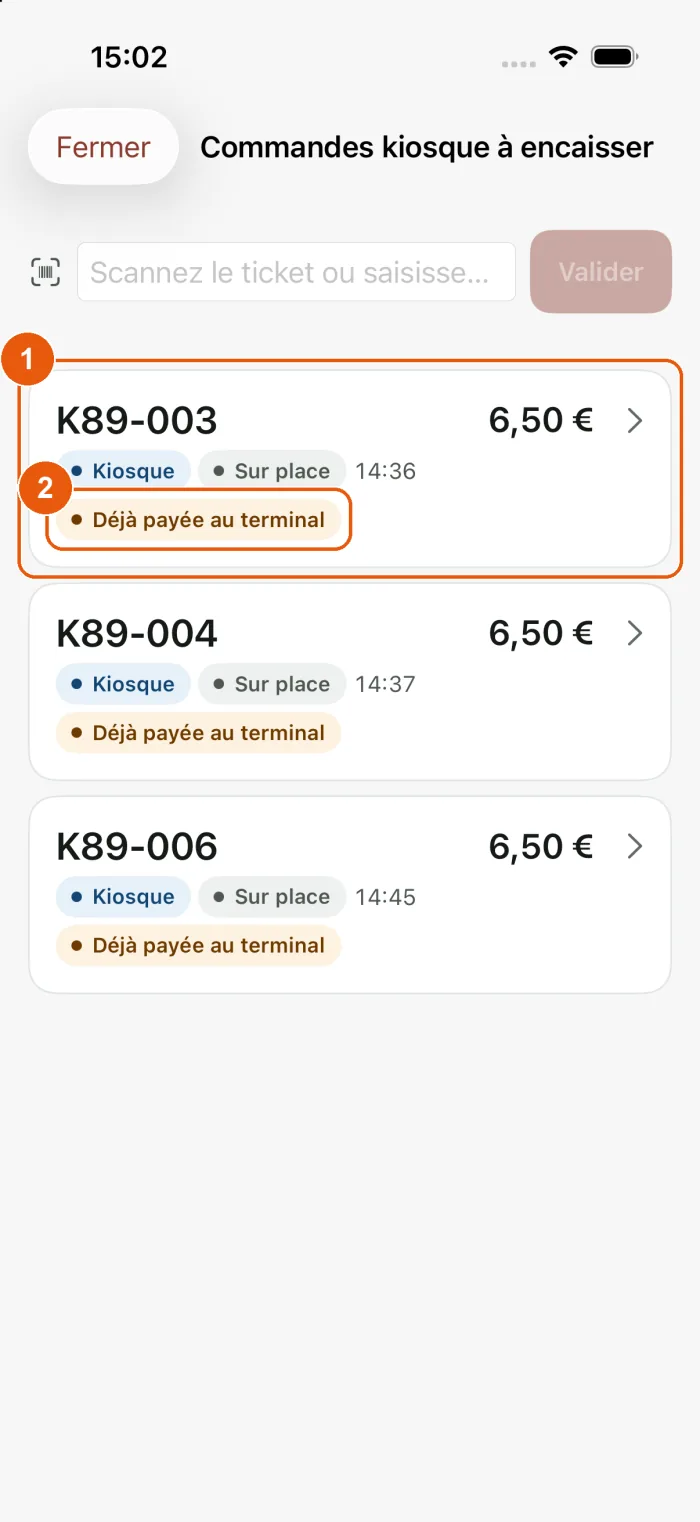 15:02
Fermer
Commandes kiosque à encaisser
Scannez le ticket ou saisisse...
Valider
1
K89-003
6,50 €
Kiosque
Sur place
14:36
2
Déjà payée au terminal
K89-004
6,50 €
Kiosque
Sur place
14:37
Déjà payée au terminal
K89-006
6,50 €
Kiosque
Sur place
14:45
Déjà payée au terminal